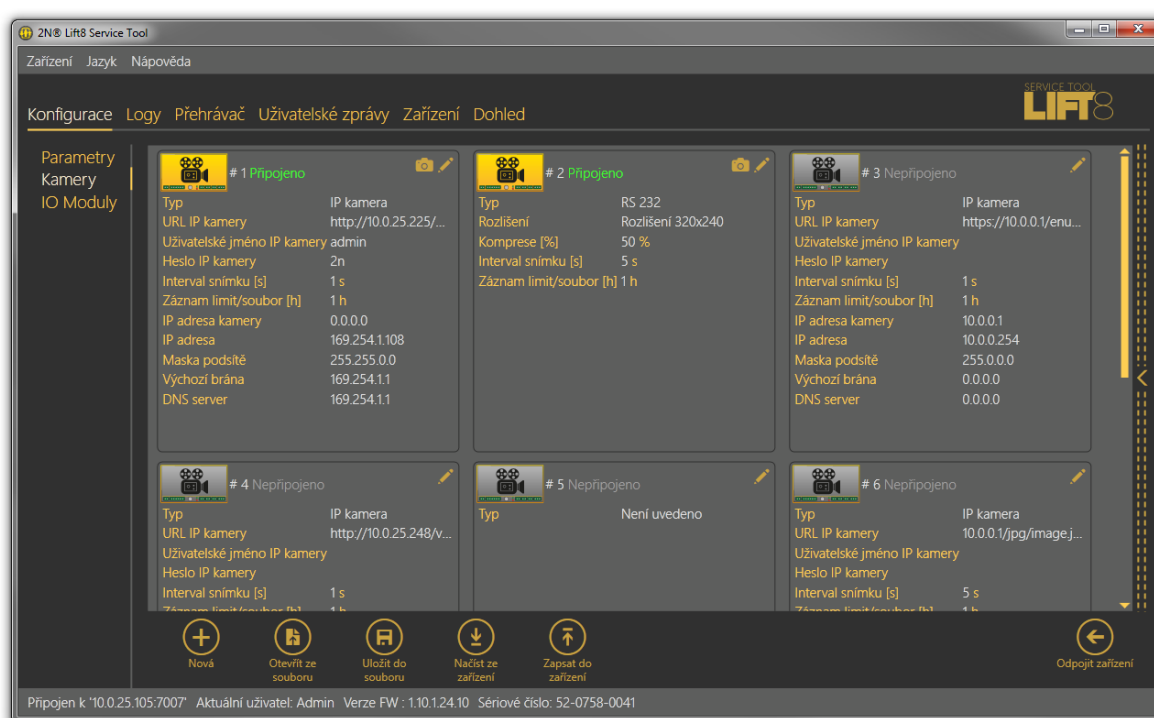 2N® Lift8 Service Tool
Zařízení Jazyk Nápověda
SERVICE TOOL
LIFT8
Konfigurace Logy Přehrávač Uživatelské zprávy Zařízení Dohled
Parametry
Kamery
IO Moduly
# 1 Připojeno
Typ IP kamera
URL IP kamery http://10.0.25.225/...
Uživatelské jméno IP kamery admin
Heslo IP kamery 2n
Interval snímku [s] 1 s
Záznam limit/soubor [h] 1 h
IP adresa kamery 0.0.0.0
IP adresa 169.254.1.108
Maska podsítě 255.255.0.0
Výchozí brána 169.254.1.1
DNS server 169.254.1.1
# 2 Připojeno
Typ RS 232
Rozlišení Rozlišení 320x240
Komprese [%] 50 %
Interval snímku [s] 5 s
Záznam limit/soubor [h] 1 h
# 3 Nepřipojeno
Typ IP kamera
URL IP kamery https://10.0.0.1/enu...
Uživatelské jméno IP kamery
Heslo IP kamery
Interval snímku [s] 1 s
Záznam limit/soubor [h] 1 h
IP adresa kamery 10.0.0.1
IP adresa 10.0.0.254
Maska podsítě 255.0.0.0
Výchozí brána 0.0.0.0
DNS server 0.0.0.0
# 4 Nepřipojeno
Typ IP kamera
URL IP kamery http://10.0.25.248/v...
Uživatelské jméno IP kamery
Heslo IP kamery
Interval snímku [s] 1 s
Záznam limit/soubor [h] 1 h
# 5 Nepřipojeno
Typ Není uvedeno
# 6 Nepřipojeno
Typ IP kamera
URL IP kamery 10.0.0.1/jpg/image.j...
Uživatelské jméno IP kamery
Heslo IP kamery
Interval snímku [s] 5 s
Záznam limit/soubor [h] 1 h
Nová
Otevřít ze
souboru
Uložit do
souboru
Načíst ze
zařízení
Zapsat do
zařízení
Odpojit zařízení
Připojen k '10.0.25.105:7007' Aktuální uživatel: Admin Verze FW : 1.10.1.24.10 Sériové číslo: 52-0758-0041